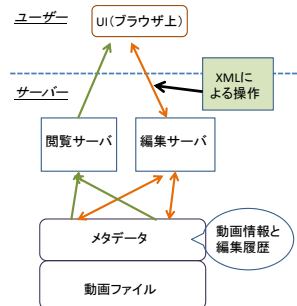 ユーザー
UI(ブラウザ上)
XMLに
よる操作
サーバー
閲覧サーバ
編集サーバ
メタデータ
動画情報と
編集履歴
動画ファイル